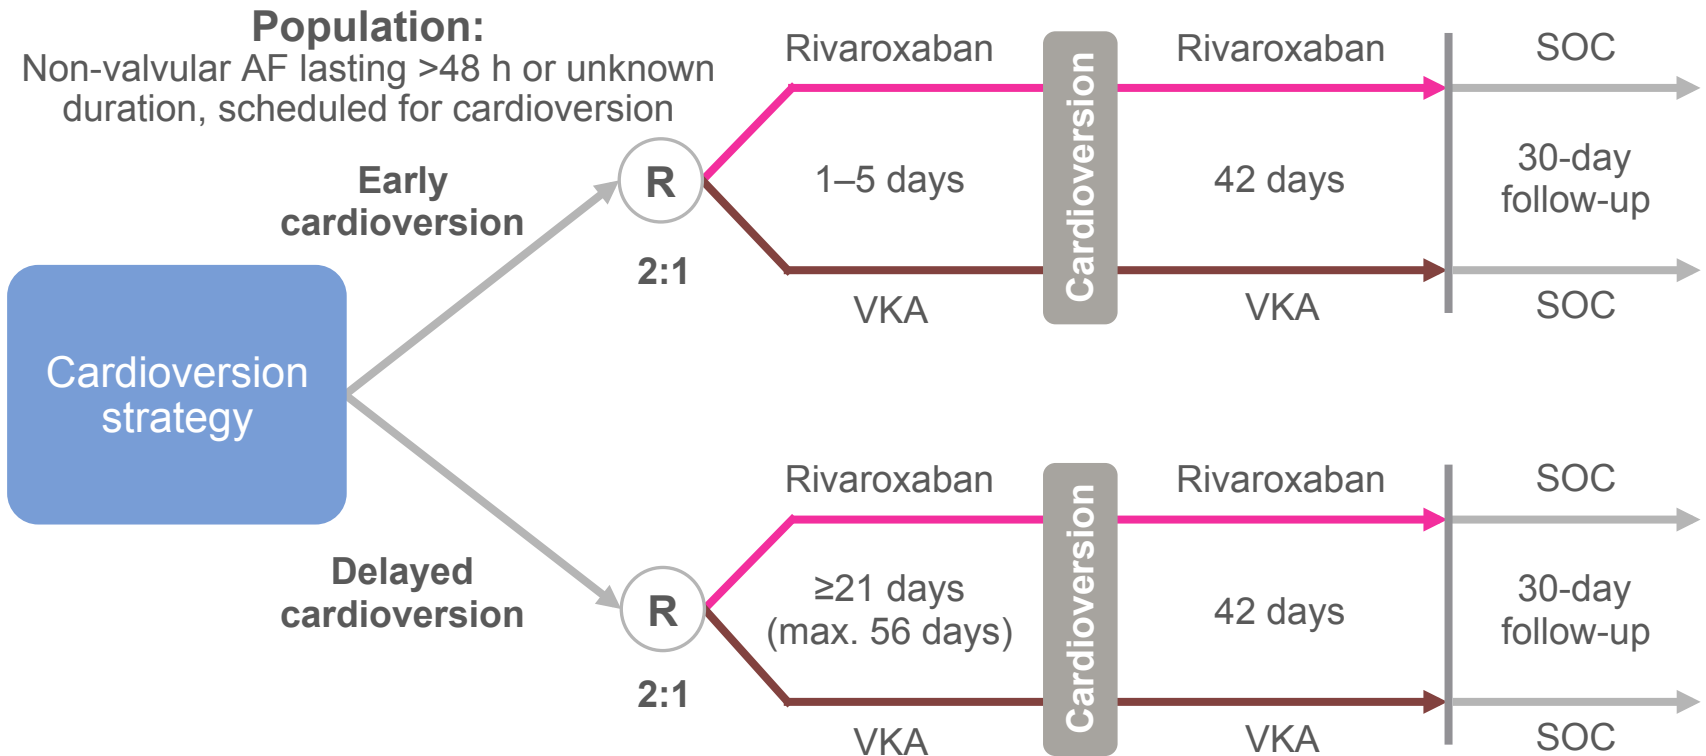 Population:
Non-valvular AF lasting >48 h or unknown
duration, scheduled for cardioversion
Cardioversion
strategy
Early
cardioversion
R
2:1
Rivaroxaban
1–5 days
VKA
Cardioversion
Rivaroxaban
42 days
VKA
SOC
30-day
follow-up
SOC
Delayed
cardioversion
R
2:1
Rivaroxaban
≥21 days
(max. 56 days)
VKA
Cardioversion
Rivaroxaban
42 days
VKA
SOC
30-day
follow-up
SOC